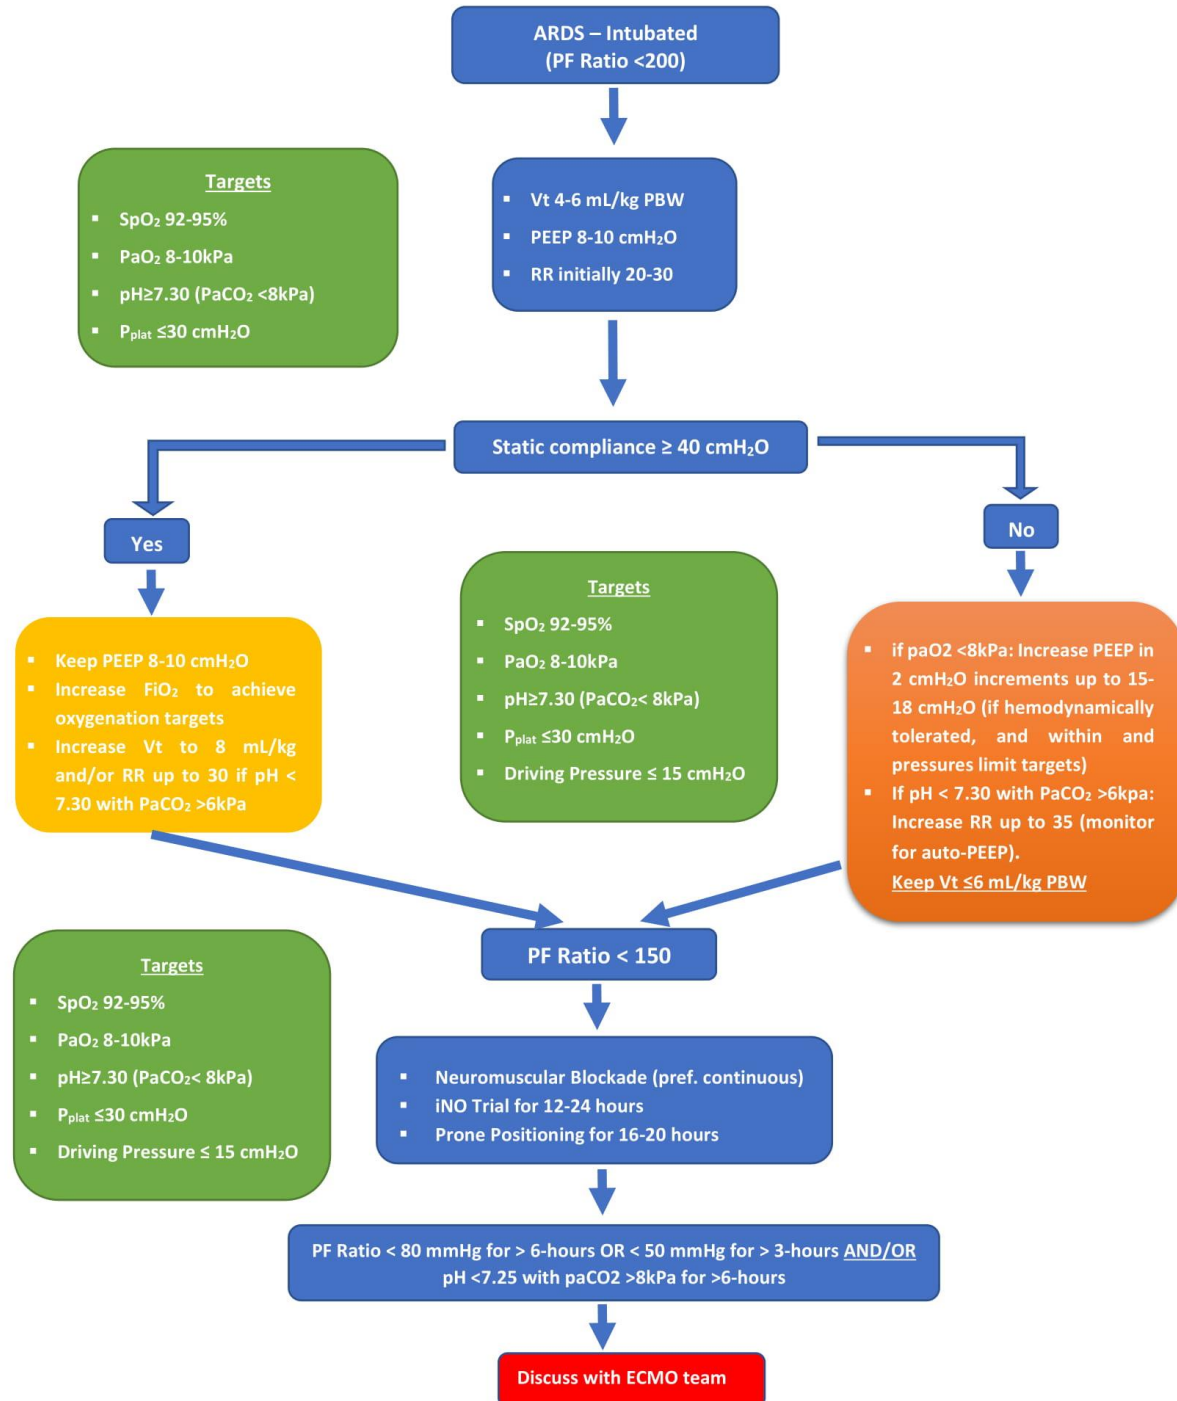 ARDS – Intubated
(PF Ratio <200)
Targets
▪ SpO₂ 92-95%
▪ PaO₂ 8-10kPa
▪ pH≥7.30 (PaCO₂ <8kPa)
▪ Pplat ≤30 cmH₂O
▪ Vt 4-6 mL/kg PBW
▪ PEEP 8-10 cmH₂O
▪ RR initially 20-30
Static compliance ≥ 40 cmH₂O
Yes
No
▪ Keep PEEP 8-10 cmH₂O
▪ Increase FiO₂ to achieve
oxygenation targets
▪ Increase Vt to 8 mL/kg
and/or RR up to 30 if pH <
7.30 with PaCO₂ >6kPa
Targets
▪ SpO₂ 92-95%
▪ PaO₂ 8-10kPa
▪ pH≥7.30 (PaCO₂< 8kPa)
▪ Pplat ≤30 cmH₂O
▪ Driving Pressure ≤ 15 cmH₂O
▪ if paO2 <8kPa: Increase PEEP in
2 cmH₂O increments up to 15-
18 cmH₂O (if hemodynamically
tolerated, and within and
pressures limit targets)
▪ If pH < 7.30 with PaCO₂ >6kpa:
Increase RR up to 35 (monitor
for auto-PEEP).
Keep Vt ≤6 mL/kg PBW
PF Ratio < 150
Targets
▪ SpO₂ 92-95%
▪ PaO₂ 8-10kPa
▪ pH≥7.30 (PaCO₂< 8kPa)
▪ Pplat ≤30 cmH₂O
▪ Driving Pressure ≤ 15 cmH₂O
▪ Neuromuscular Blockade (pref. continuous)
▪ iNO Trial for 12-24 hours
▪ Prone Positioning for 16-20 hours
PF Ratio < 80 mmHg for > 6-hours OR < 50 mmHg for > 3-hours AND/OR
pH <7.25 with paCO2 >8kPa for >6-hours
Discuss with ECMO team